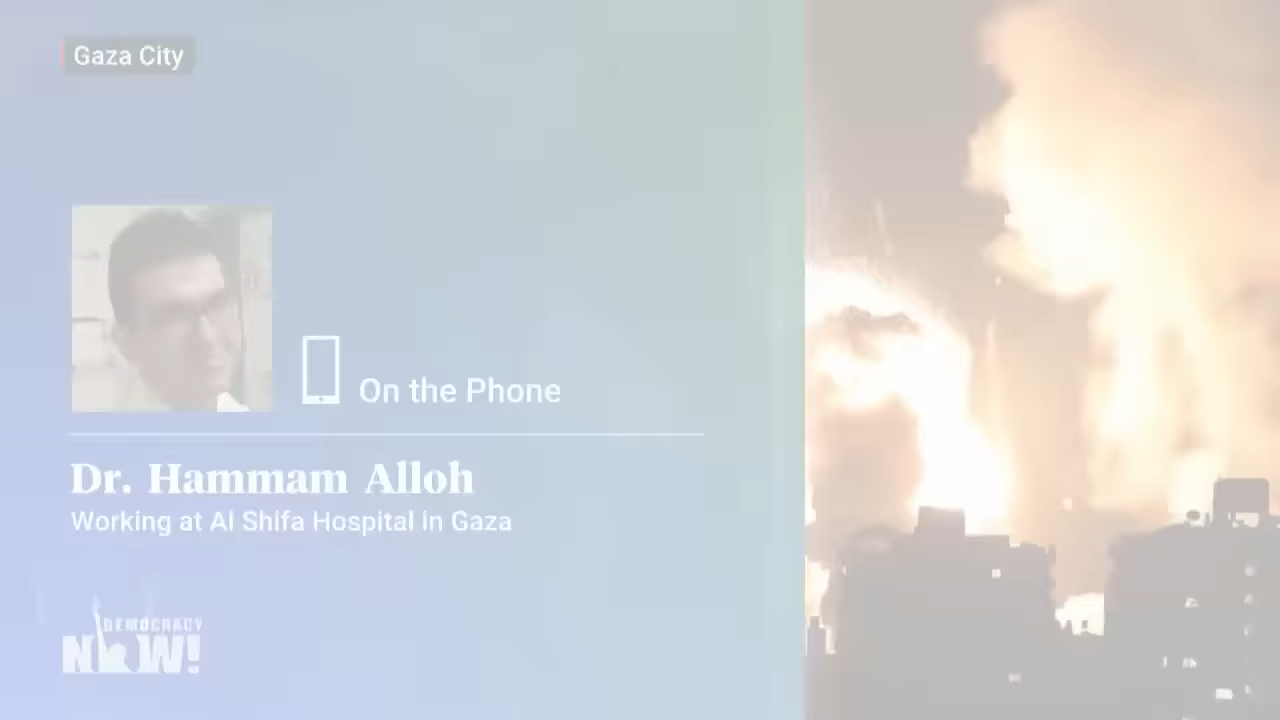 Gaza City
On the Phone
Dr. Hammam Alloh
Working at Al Shifa Hospital in Gaza
DEMOCRACY
NOW!